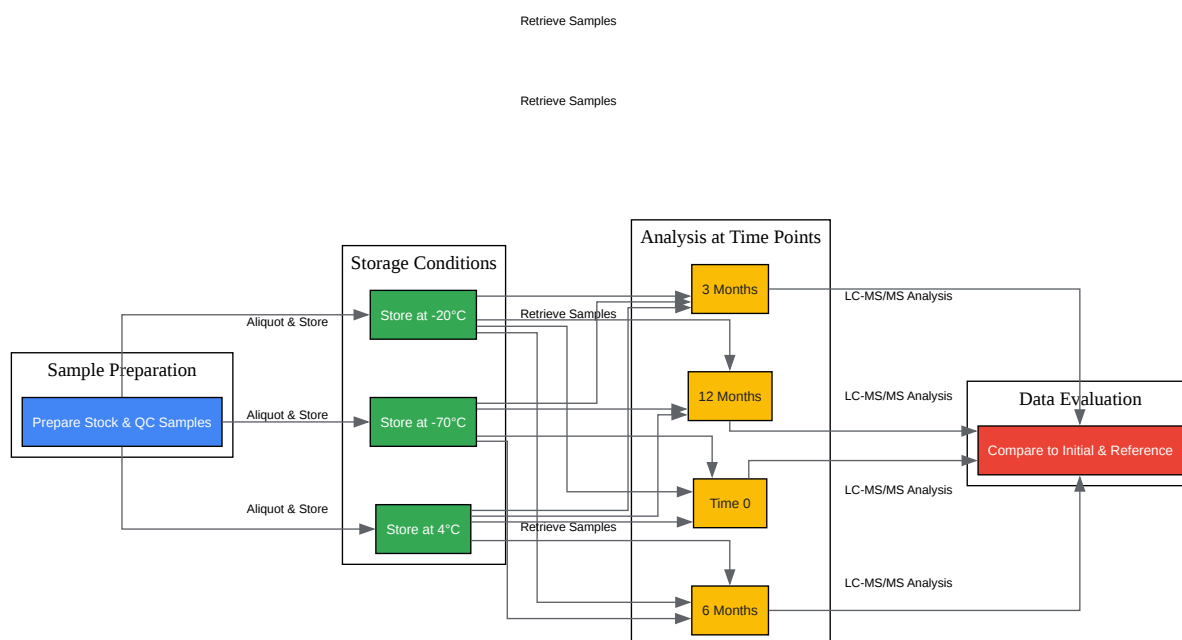 Retrieve Samples
Retrieve Samples
Analysis at Time Points
Storage Conditions
3 Months
LC-MS/MS Analysis
Store at -20°C
Retrieve Samples
Aliquot & Store
Sample Preparation
12 Months
LC-MS/MS Analysis
Data Evaluation
Prepare Stock & QC Samples
Aliquot & Store
Store at -70°C
Compare to Initial & Reference
LC-MS/MS Analysis
Time 0
Aliquot & Store
Store at 4°C
Retrieve Samples
LC-MS/MS Analysis
6 Months